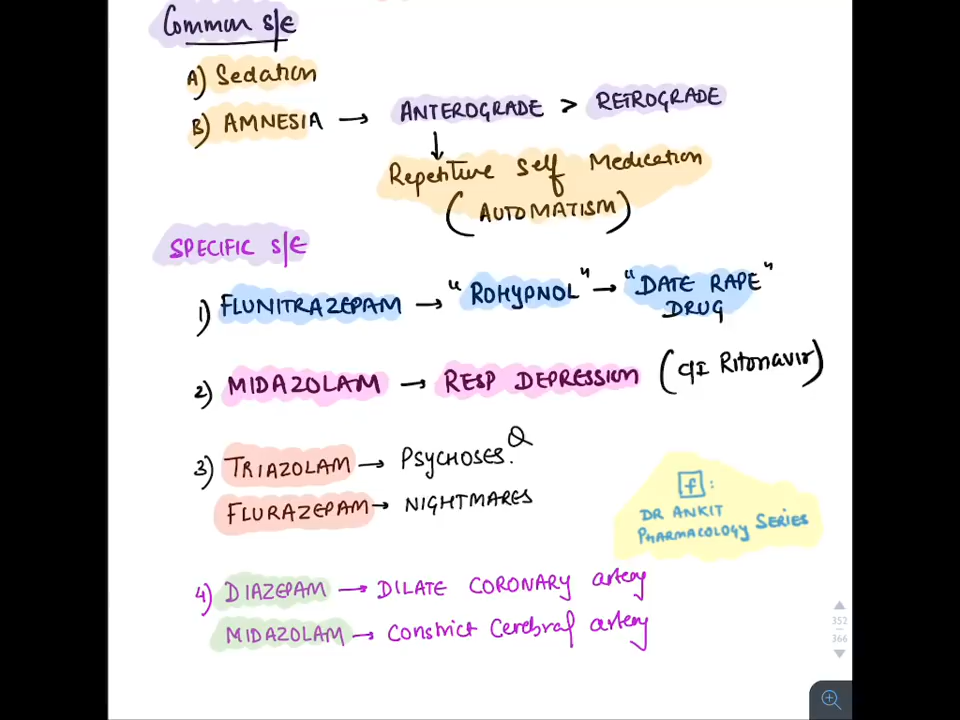 Common s/e
A) Sedation
B) AMNESIA → ANTEROGRADE > RETROGRADE
↓
Repetitive Self Medication
(AUTOMATISM)
SPECIFIC s/E
1) FLUNITRAZEPAM → "ROHYPNOL" → "DATE RAPE" DRUG
2) MIDAZOLAM → RESP DEPRESSION (C/I Ritonavir)
3) TRIAZOLAM → PSYCHOSES. Q
FLURAZEPAM → NIGHTMARES
f :
DR ANKIT
PHARMACOLOGY SERIES
4) DIAZEPAM → DILATE CORONARY artery
MIDAZOLAM → Constrict Cerebral artery
352
366